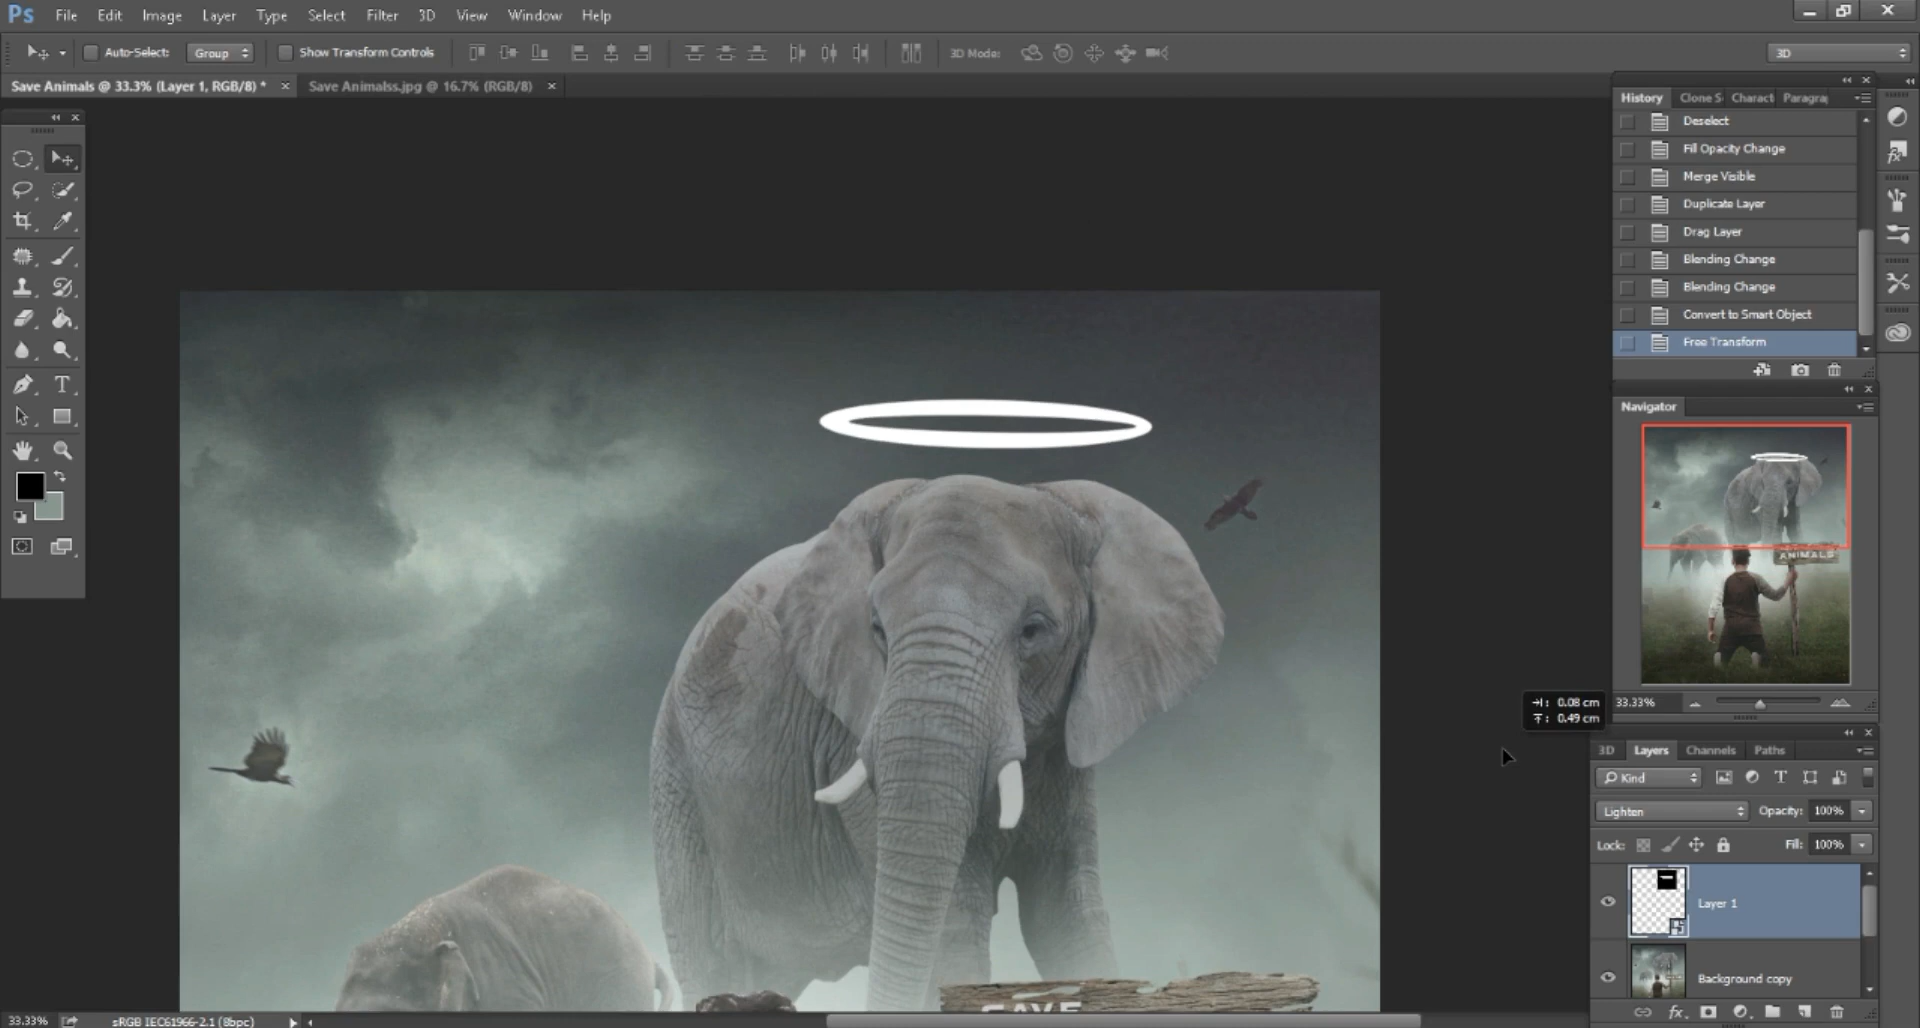 Ps File Edit Image Layer Type Select Filter 3D View Window Help
Auto-Select: Group Show Transform Controls 3D Mode: 3D
Save Animals @ 33.3% (Layer 1, RGB/8) * × Save Animalss.jpg @ 16.7% (RGB/8) ×
History Clone S Charact Paragra
Deselect
Fill Opacity Change
Merge Visible
Duplicate Layer
Drag Layer
Blending Change
Blending Change
Convert to Smart Object
Free Transform
Navigator
ANIMALS
33.33%
0.08 cm
0.49 cm
3D Layers Channels Paths
Kind
Lighten Opacity: 100%
Lock: Fill: 100%
Layer 1
Background copy
SAVE
33.33% sRGB IEC61966-2.1 (8bpc)